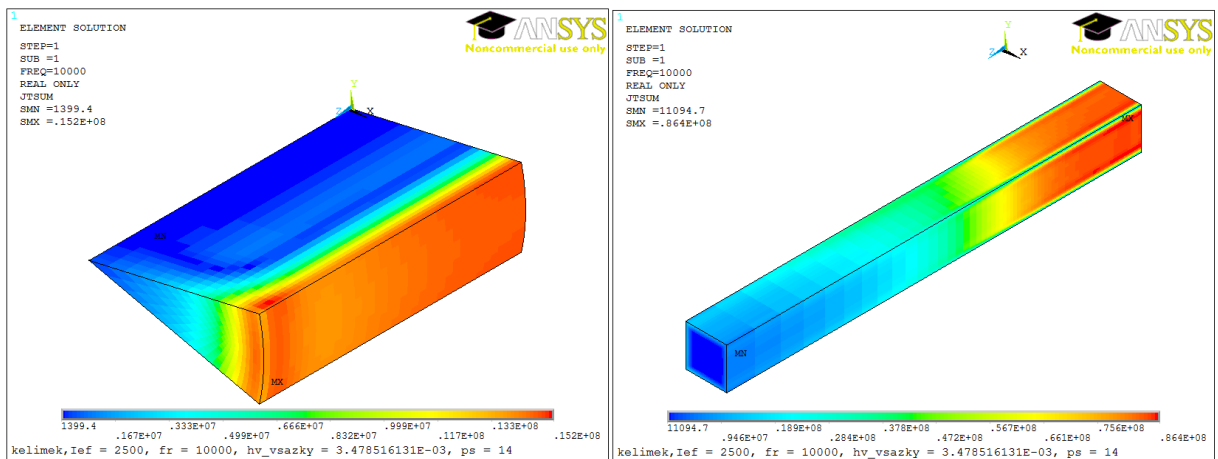 1
ELEMENT SOLUTION
STEP=1
SUB =1
FREQ=10000
REAL ONLY
JTSUM
SMN =1399.4
SMX =.152E+08
ANSYS
Noncommercial use only
Y
Z X
MN
MX
1399.4 .333E+07 .666E+07 .999E+07 .133E+08
.167E+07 .499E+07 .832E+07 .117E+08 .152E+08
kelimek,Ief = 2500, fr = 10000, hv_vsazky = 3.478516131E-03, ps = 14
1
ELEMENT SOLUTION
STEP=1
SUB =1
FREQ=10000
REAL ONLY
JTSUM
SMN =11094.7
SMX =.864E+08
ANSYS
Noncommercial use only
Y
Z X
MX
MN
11094.7 .189E+08 .378E+08 .567E+08 .756E+08
.946E+07 .284E+08 .472E+08 .661E+08 .864E+08
kelimek,Ief = 2500, fr = 10000, hv_vsazky = 3.478516131E-03, ps = 14